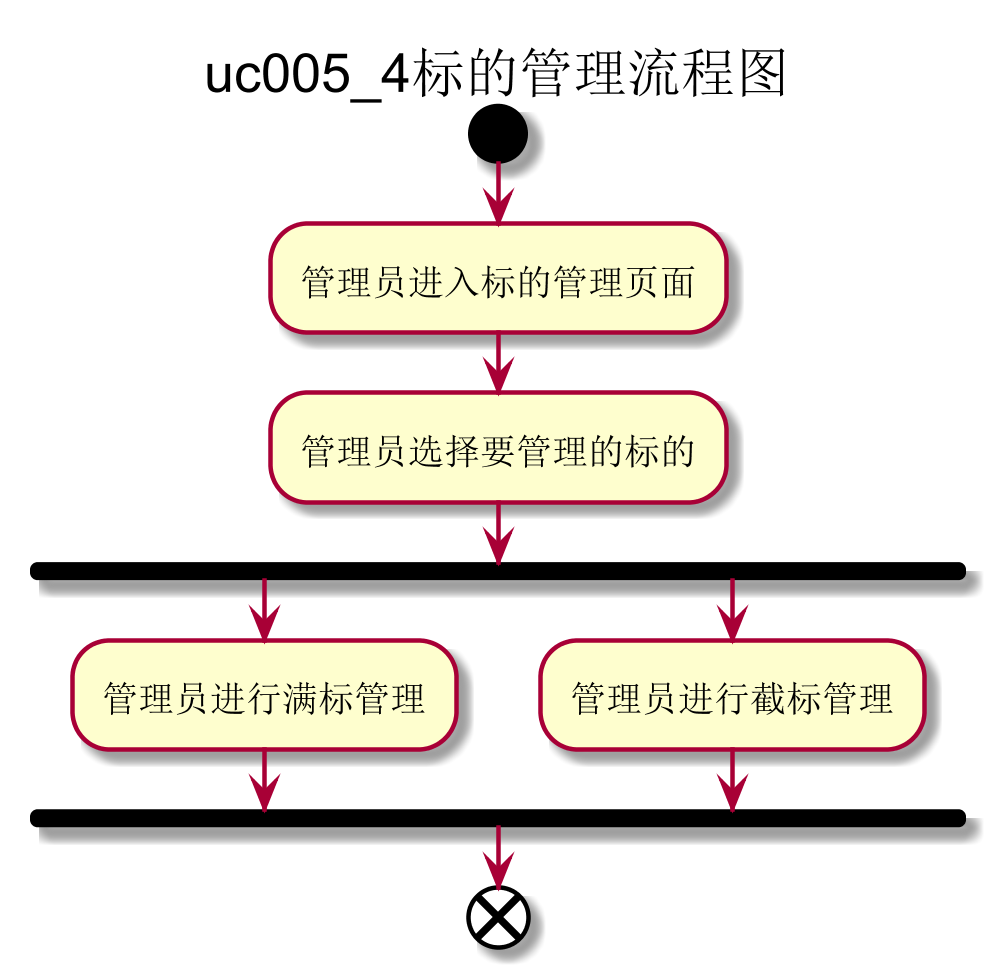 uc005_4标的管理流程图
管理员进入标的管理页面
管理员选择要管理的标的
管理员进行满标管理
管理员进行截标管理